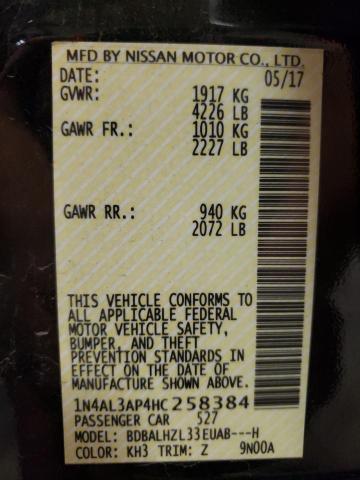 MFD BY NISSAN MOTOR CO., LTD.
DATE: 05/17
GVWR: 1917 KG
4226 LB
GAWR FR.: 1010 KG
2227 LB
GAWR RR.: 940 KG
2072 LB
THIS VEHICLE CONFORMS TO
ALL APPLICABLE FEDERAL
MOTOR VEHICLE SAFETY,
BUMPER, AND THEFT
PREVENTION STANDARDS IN
EFFECT ON THE DATE OF
MANUFACTURE SHOWN ABOVE.
1N4AL3AP4HC258384
PASSENGER CAR 527
MODEL: BDBALHZL33EUAB---H
COLOR: KH3 TRIM: Z 9N00A